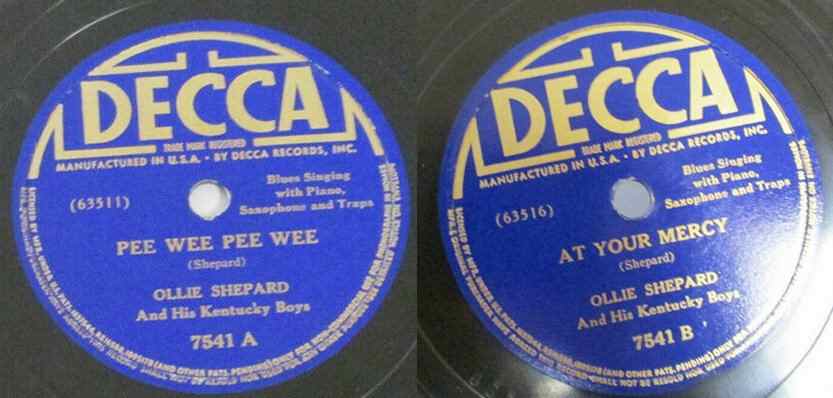 DECCA
TRADE MARK REGISTERED
MANUFACTURED IN U.S.A. · BY DECCA RECORDS, INC.
(63511)
Blues Singing
with Piano,
Saxophone and Traps
PEE WEE PEE WEE
(Shepard)
OLLIE SHEPARD
And His Kentucky Boys
7541 A
DECCA
TRADE MARK REGISTERED
MANUFACTURED IN U.S.A. · BY DECCA RECORDS, INC.
(63516)
Blues Singing
with Piano,
Saxophone and Traps
AT YOUR MERCY
(Shepard)
OLLIE SHEPARD
And His Kentucky Boys
7541 B